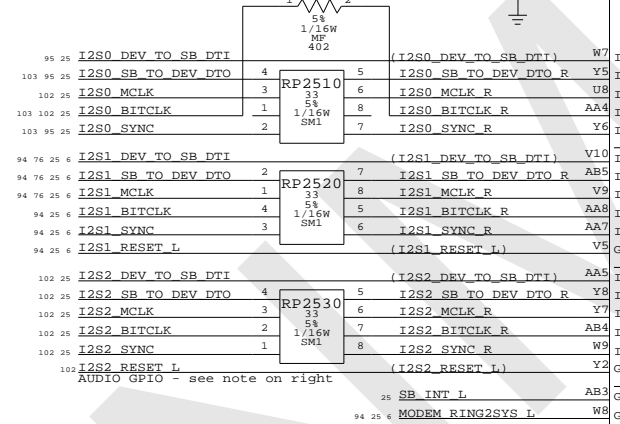 1 2
5%
1/16W
MF
402
95 25 I2S0_DEV_TO_SB_DTI (I2S0_DEV_TO_SB_DTI) W7
103 95 25 I2S0_SB_TO_DEV_DTO 4 5 I2S0_SB_TO_DEV_DTO_R Y5
RP2510
102 25 I2S0_MCLK 3 33 6 I2S0_MCLK_R U8
5%
103 102 25 I2S0_BITCLK 1 1/16W 8 I2S0_BITCLK_R AA4
SM1
103 95 25 I2S0_SYNC 2 7 I2S0_SYNC_R Y6
94 76 25 6 I2S1_DEV_TO_SB_DTI (I2S1_DEV_TO_SB_DTI) V10
94 76 25 6 I2S1_SB_TO_DEV_DTO 2 7 I2S1_SB_TO_DEV_DTO_R AB5
RP2520
94 76 25 6 I2S1_MCLK 1 33 8 I2S1_MCLK_R V9
5%
94 25 6 I2S1_BITCLK 4 1/16W 5 I2S1_BITCLK_R AA8
SM1
94 25 6 I2S1_SYNC 3 6 I2S1_SYNC_R AA7
94 25 6 I2S1_RESET_L (I2S1_RESET_L) V5
102 25 I2S2_DEV_TO_SB_DTI (I2S2_DEV_TO_SB_DTI) AA5
102 25 I2S2_SB_TO_DEV_DTO 4 5 I2S2_SB_TO_DEV_DTO_R Y8
RP2530
102 25 I2S2_MCLK 3 33 6 I2S2_MCLK_R Y7
5%
102 25 I2S2_BITCLK 2 1/16W 7 I2S2_BITCLK_R AB4
SM1
102 25 I2S2_SYNC 1 8 I2S2_SYNC_R W9
102 I2S2_RESET_L (I2S2_RESET_L) Y2
AUDIO GPIO - see note on right
25 SB_INT_L AB3
94 25 6 MODEM_RING2SYS_L W8